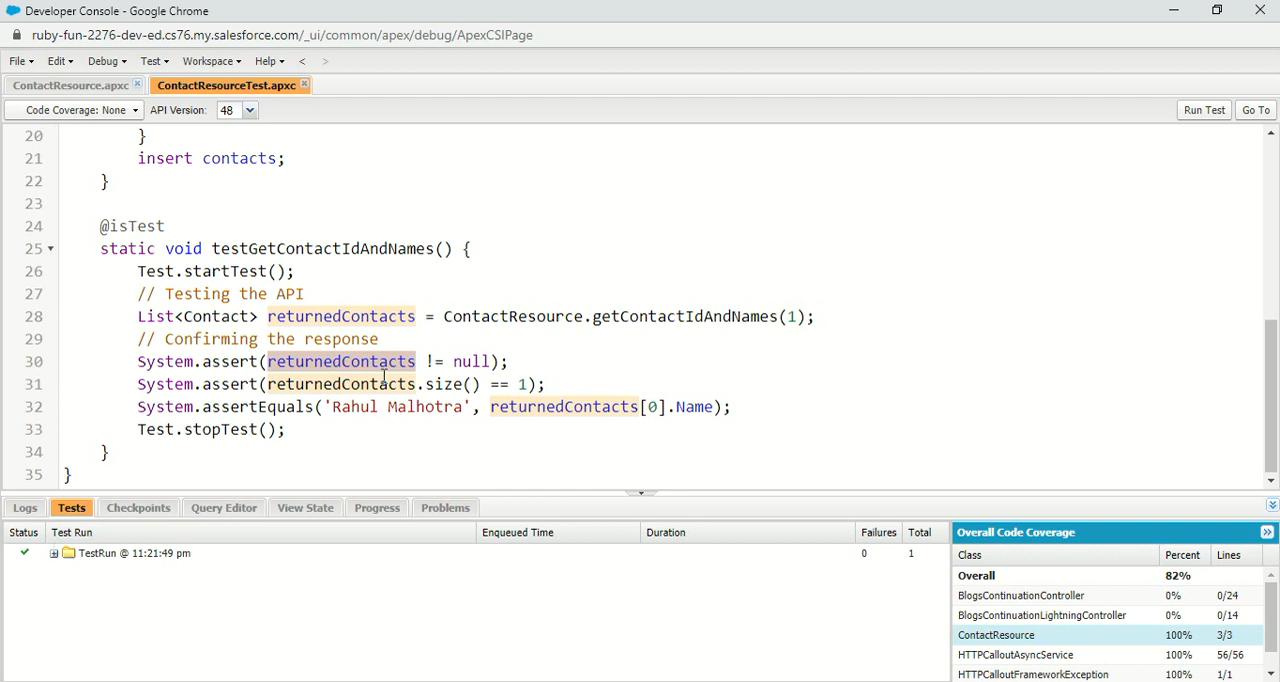 Developer Console - Google Chrome
ruby-fun-2276-dev-ed.cs76.my.salesforce.com/_ui/common/apex/debug/ApexCSIPage
File Edit Debug Test Workspace Help < >
ContactResource.apxc ContactResourceTest.apxc
Code Coverage: None API Version: 48 Run Test Go To
20 }
21 insert contacts;
22 }
23
24 @isTest
25 static void testGetContactIdAndNames() {
26 Test.startTest();
27 // Testing the API
28 List<Contact> returnedContacts = ContactResource.getContactIdAndNames(1);
29 // Confirming the response
30 System.assert(returnedContacts != null);
31 System.assert(returnedContacts.size() == 1);
32 System.assertEquals('Rahul Malhotra', returnedContacts[0].Name);
33 Test.stopTest();
34 }
35 }
Logs Tests Checkpoints Query Editor View State Progress Problems
Status Test Run Enqueued Time Duration Failures Total
TestRun @ 11:21:49 pm 0 1
Overall Code Coverage
Class Percent Lines
Overall 82%
BlogsContinuationController 0% 0/24
BlogsContinuationLightningController 0% 0/14
ContactResource 100% 3/3
HTTPCalloutAsyncService 100% 56/56
HTTPCalloutFrameworkException 100% 1/1